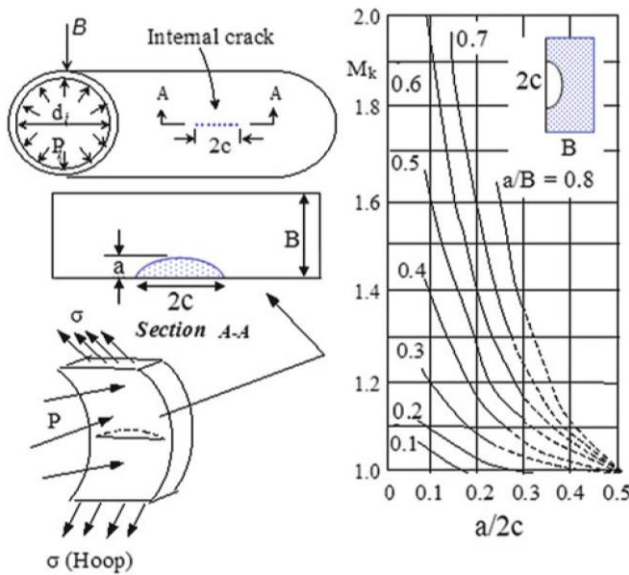 B
Internal crack
A A
d_i
P_i
2c
B
a
2c
Section A-A
σ
P
σ (Hoop)
2.0
M_k
1.8
1.6
1.4
1.2
1.0
0.7
0.6
0.5
0.4
0.3
0.2
0.1
2c
B
a/B = 0.8
0 0.1 0.2 0.3 0.4 0.5
a/2c